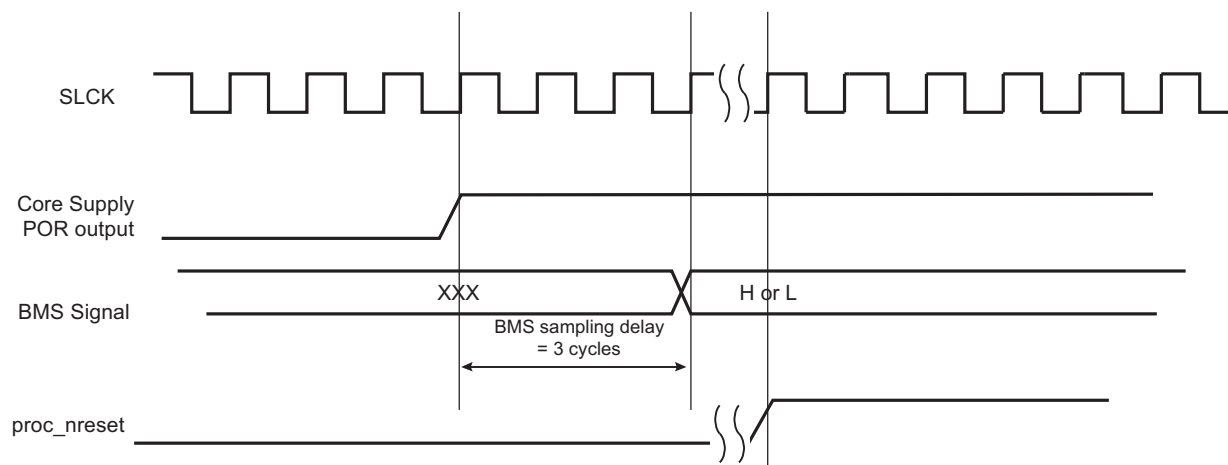 SLCK
Core Supply
POR output
BMS Signal
XXX
H or L
BMS sampling delay
= 3 cycles
proc_nreset